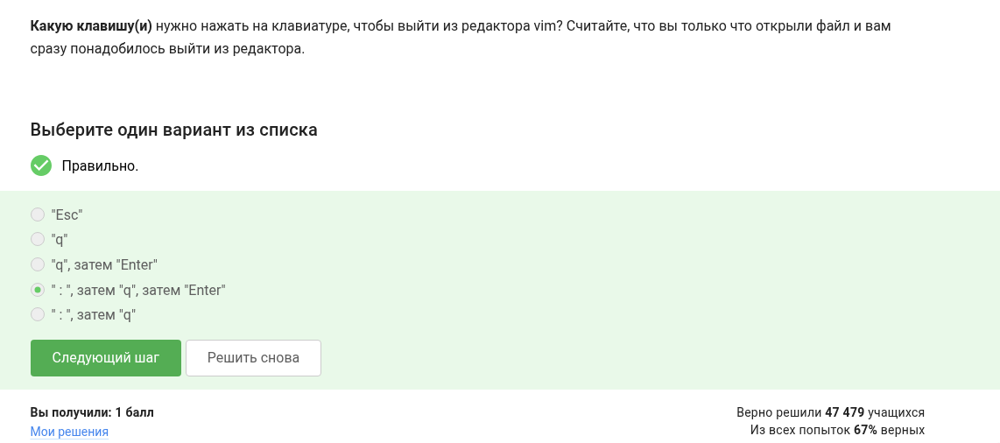 Какую клавишу(и) нужно нажать на клавиатуре, чтобы выйти из редактора vim? Считайте, что вы только что открыли файл и вам
сразу понадобилось выйти из редактора.
Выберите один вариант из списка
Правильно.
"Esc"
"q"
"q", затем "Enter"
" : ", затем "q", затем "Enter"
" : ", затем "q"
Следующий шаг
Решить снова
Вы получили: 1 балл
Мои решения
Верно решили 47 479 учащихся
Из всех попыток 67% верных